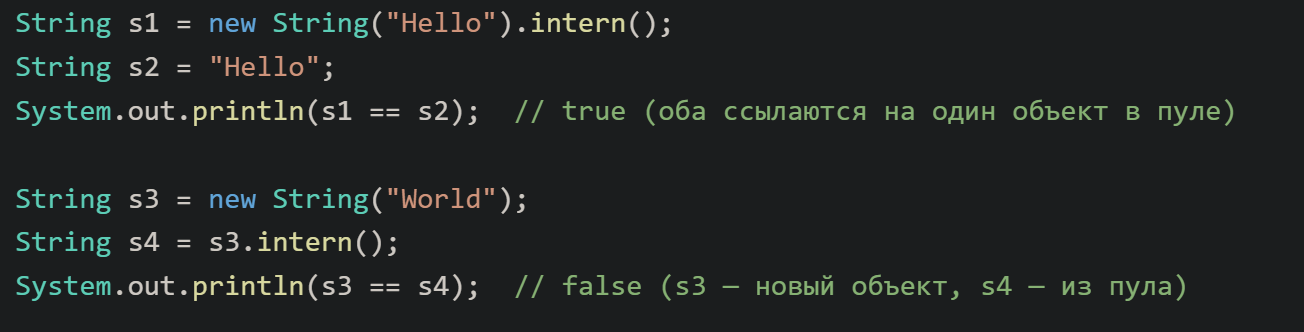 String s1 = new String("Hello").intern();
String s2 = "Hello";
System.out.println(s1 == s2);  // true (оба ссылаются на один объект в пуле)
String s3 = new String("World");
String s4 = s3.intern();
System.out.println(s3 == s4);  // false (s3 — новый объект, s4 — из пула)